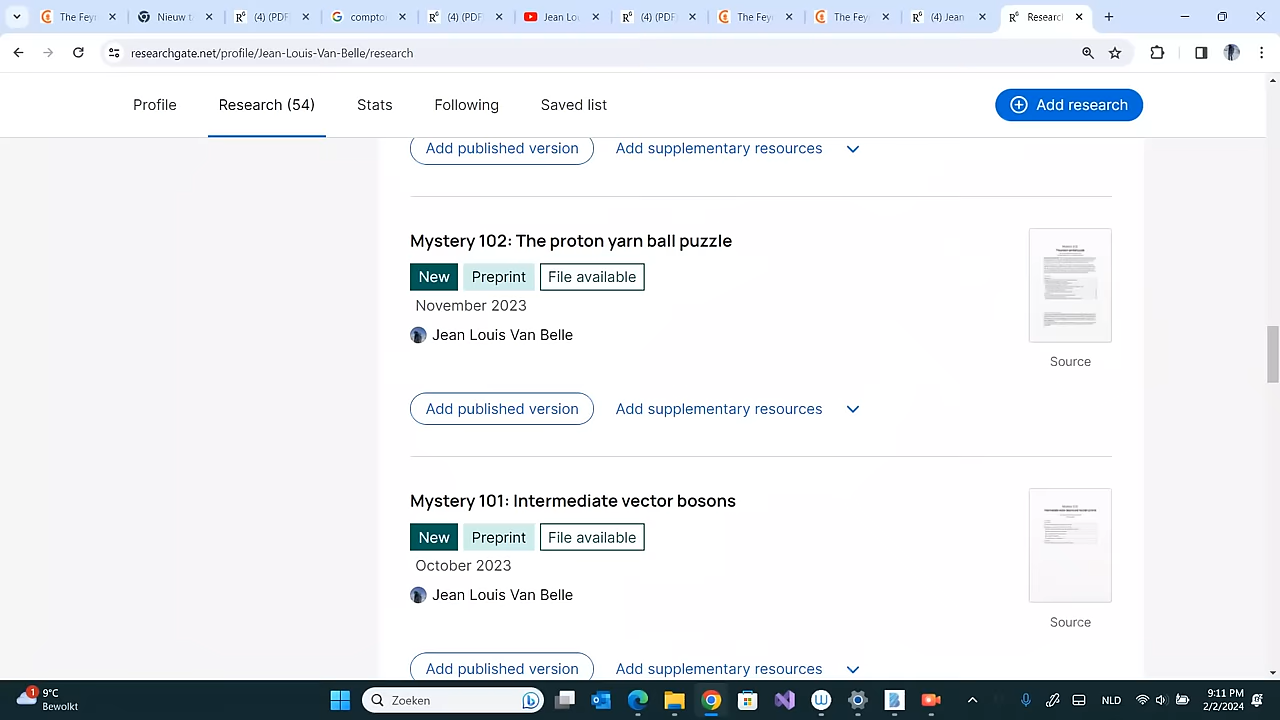 The Fey
Nieuw ta
(4) (PDF
compto
(4) (PDF
Jean Lo
(4) (PDF
The Fey
The Fey
(4) Jean
Researc
researchgate.net/profile/Jean-Louis-Van-Belle/research
Profile
Research (54)
Stats
Following
Saved list
Add research
Add published version
Add supplementary resources
Mystery 102: The proton yarn ball puzzle
New
Preprint
File available
November 2023
Jean Louis Van Belle
Source
Add published version
Add supplementary resources
Mystery 101: Intermediate vector bosons
New
Preprint
File available
October 2023
Jean Louis Van Belle
Source
Add published version
Add supplementary resources
1
9°C
Bewolkt
Zoeken
NLD
9:11 PM
2/2/2024